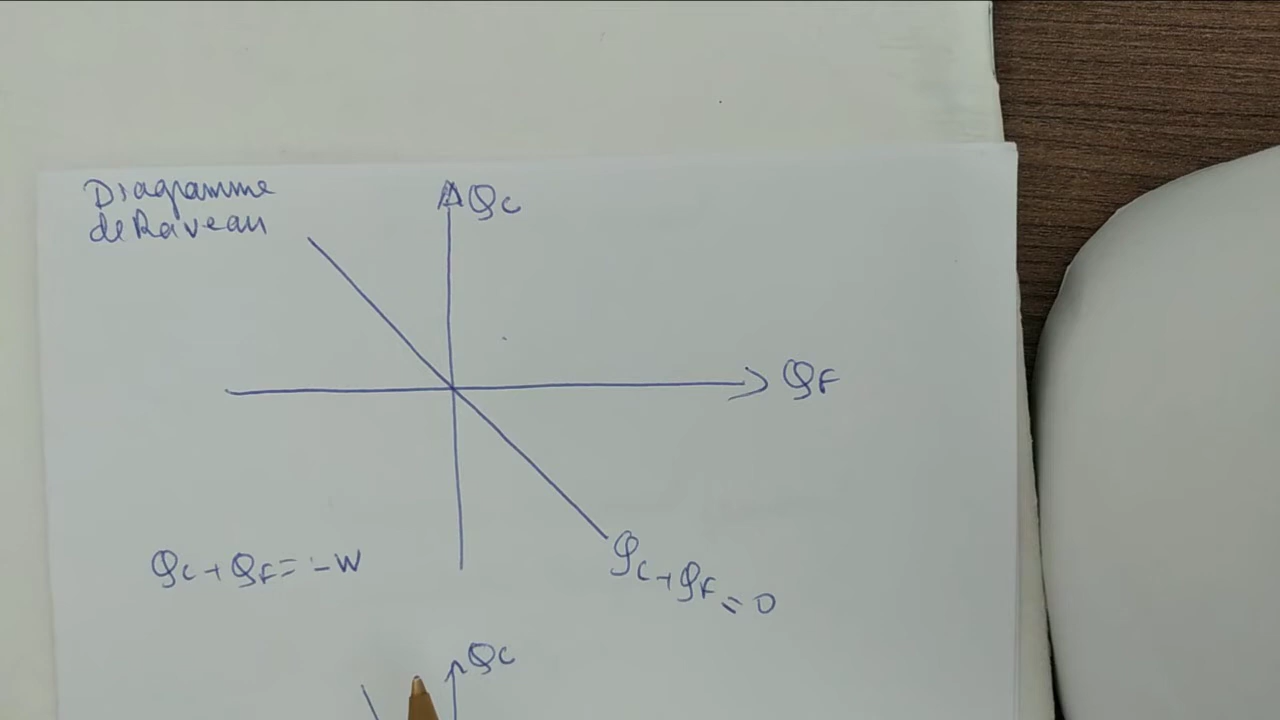 Diagramme
de Raveau
Qc
QF
Qc + QF = -W
Qc + QF = 0
Qc